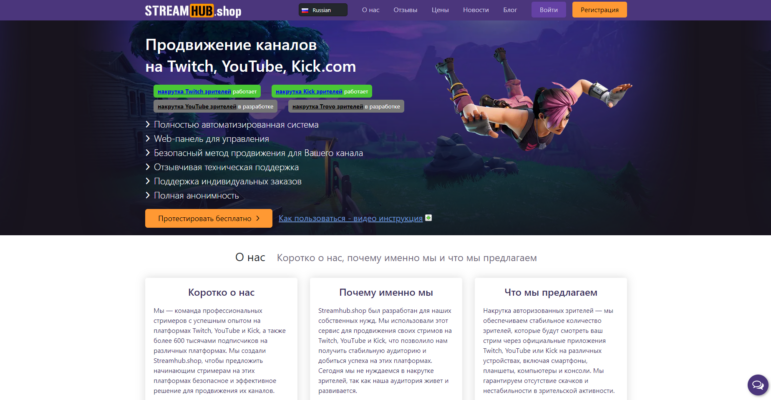 STREAMHUB.shop
Russian
О нас
Отзывы
Цены
Новости
Блог
Войти
Регистрация
Продвижение каналов
на Twitch, YouTube, Kick.com
накрутка Twitch зрителей работает
накрутка Kick зрителей работает
накрутка YouTube зрителей в разработке
накрутка Trovo зрителей в разработке
Полностью автоматизированная система
Web-панель для управления
Безопасный метод продвижения для Вашего канала
Отзывчивая техническая поддержка
Поддержка индивидуальных заказов
Полная анонимность
Протестировать бесплатно
Как пользоваться - видео инструкция
О нас Коротко о нас, почему именно мы и что мы предлагаем
Коротко о нас
Мы — команда профессиональных
стримеров с успешным опытом на
платформах Twitch, YouTube и Kick, а также
более 600 тысячами подписчиков на
различных платформах. Мы создали
Streamhub.shop, чтобы предложить
начинающим стримерам на этих
платформах безопасное и эффективное
решение для продвижения их каналов.
Почему именно мы
Streamhub.shop был разработан для наших
собственных нужд. Мы использовали этот
сервис для продвижения своих стримов на
Twitch, YouTube и Kick, что позволило нам
получить стабильную аудиторию и
добиться успеха на этих платформах.
Сегодня мы не нуждаемся в накрутке
зрителей, так как наша аудитория живет и
развивается.
Что мы предлагаем
Накрутка авторизованных зрителей — мы
обеспечиваем стабильное количество
зрителей, которые будут смотреть ваш
стрим через официальные приложения
Twitch, YouTube или Kick на различных
устройствах, включая смартфоны,
планшеты, компьютеры и консоли. Мы
гарантируем отсутствие скачков и
нестабильности в зрительской активности.